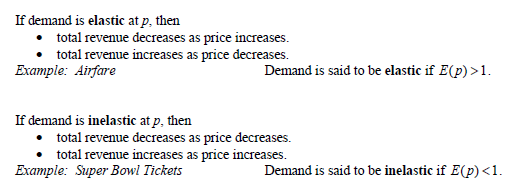 If demand is elastic at p, then
• total revenue decreases as price increases.
• total revenue increases as price decreases.
Example: Airfare Demand is said to be elastic if E(p) > 1.
If demand is inelastic at p, then
• total revenue decreases as price decreases.
• total revenue increases as price increases.
Example: Super Bowl Tickets Demand is said to be inelastic if E(p) < 1.